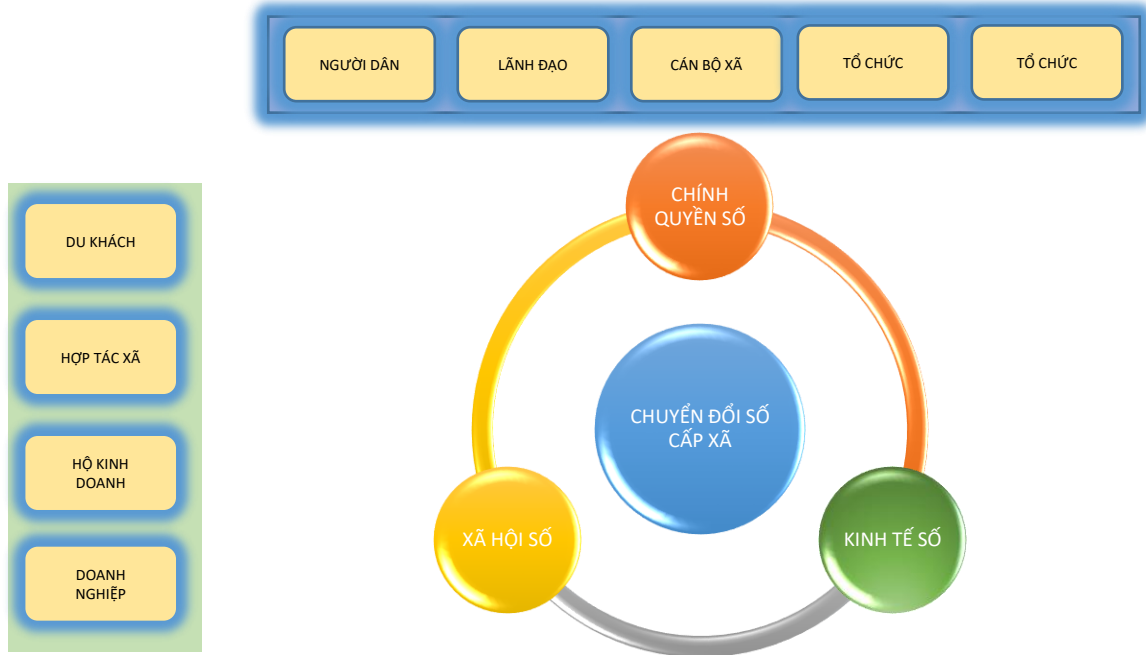 NGƯỜI DÂN
LÃNH ĐẠO
CÁN BỘ XÃ
TỔ CHỨC
TỔ CHỨC
CHÍNH
QUYỀN SỐ
DU KHÁCH
HỢP TÁC XÃ
HỘ KINH
DOANH
DOANH
NGHIỆP
CHUYỂN ĐỔI SỐ
CẤP XÃ
XÃ HỘI SỐ
KINH TẾ SỐ